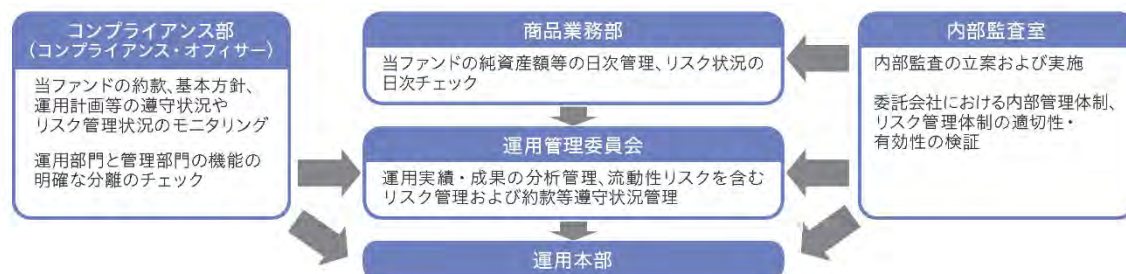 コンプライアンス部
（コンプライアンス・オフィサー）
当ファンドの約款、基本方針、
運用計画等の遵守状況や
リスク管理状況のモニタリング
運用部門と管理部門の機能の
明確な分離のチェック
商品業務部
当ファンドの純資産額等の日次管理、リスク状況の
日次チェック
運用管理委員会
運用実績・成果の分析管理、流動性リスクを含む
リスク管理および約款等遵守状況管理
運用本部
内部監査室
内部監査の立案および実施
委託会社における内部管理体制、
リスク管理体制の適切性・
有効性の検証